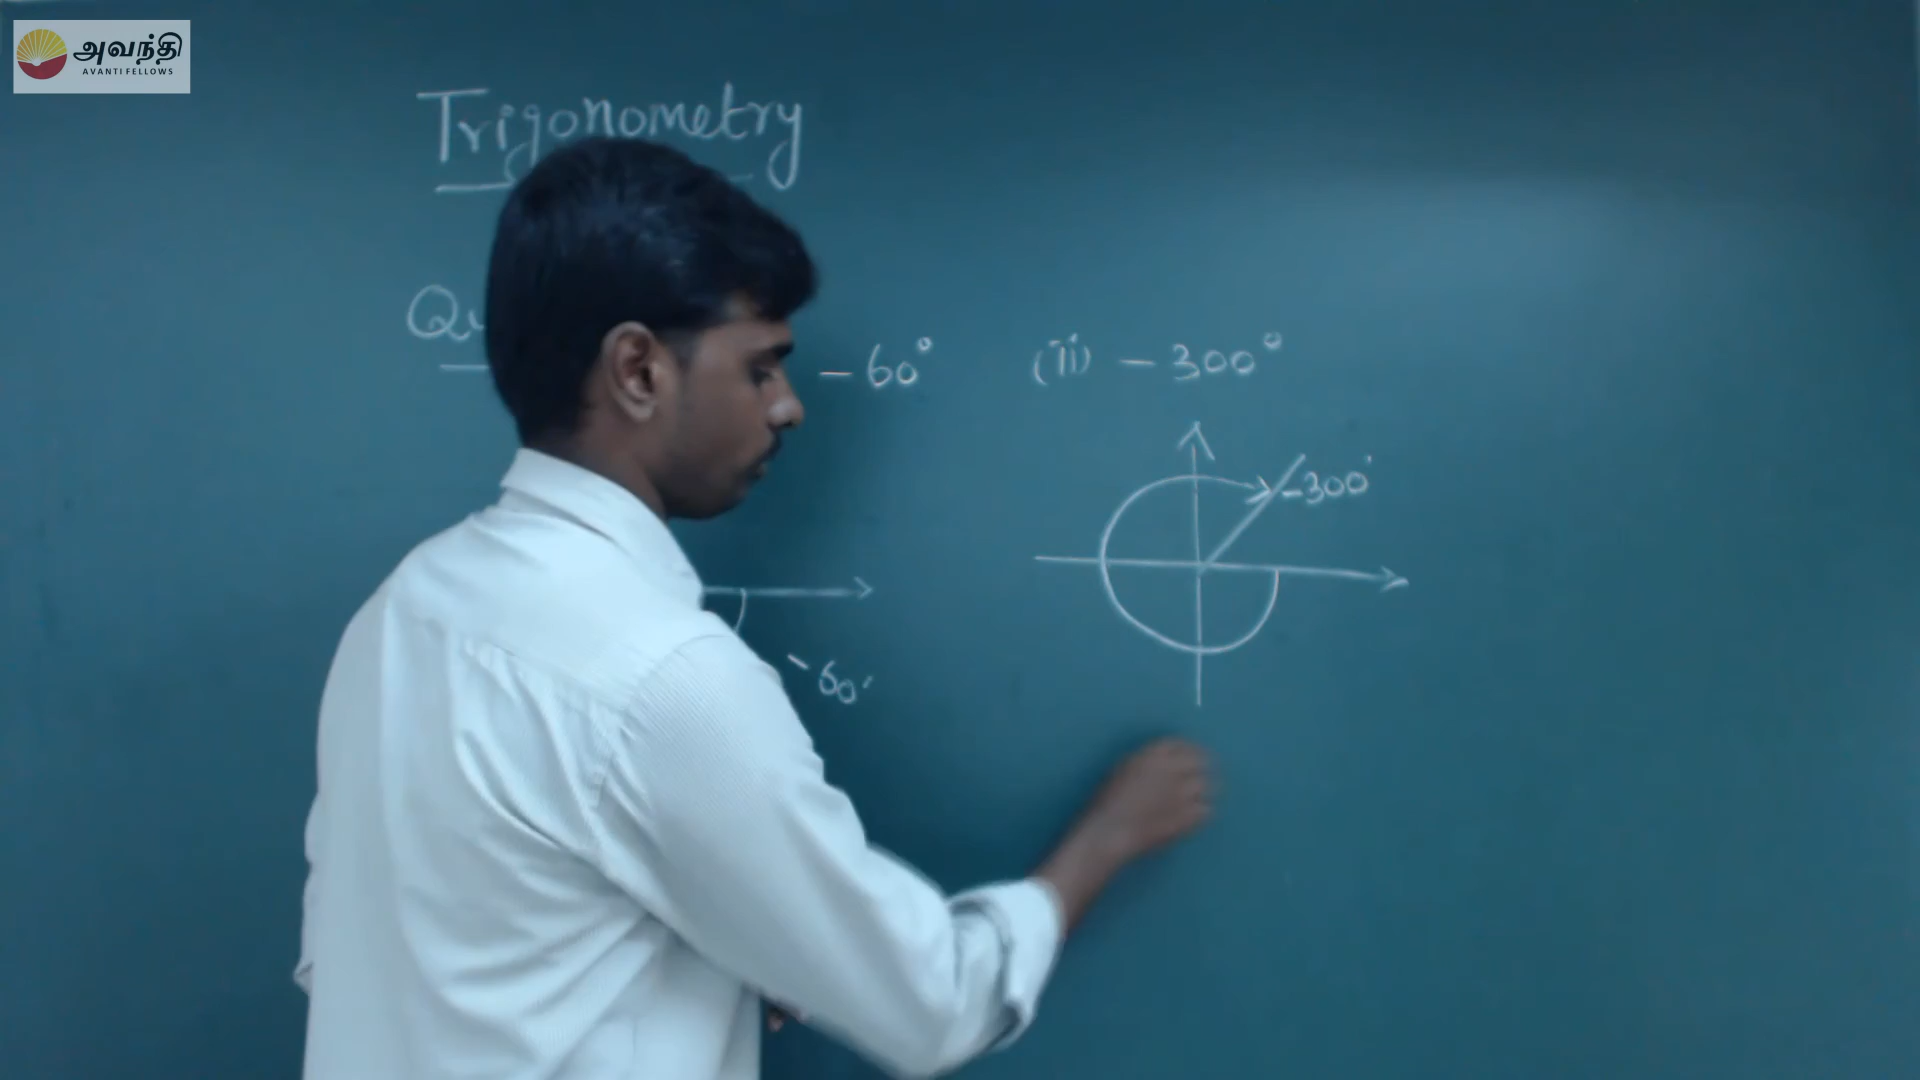 அவந்தி
AVANTI FELLOWS
Trigonometry
-60° (ii) -300°
-300°
-60°